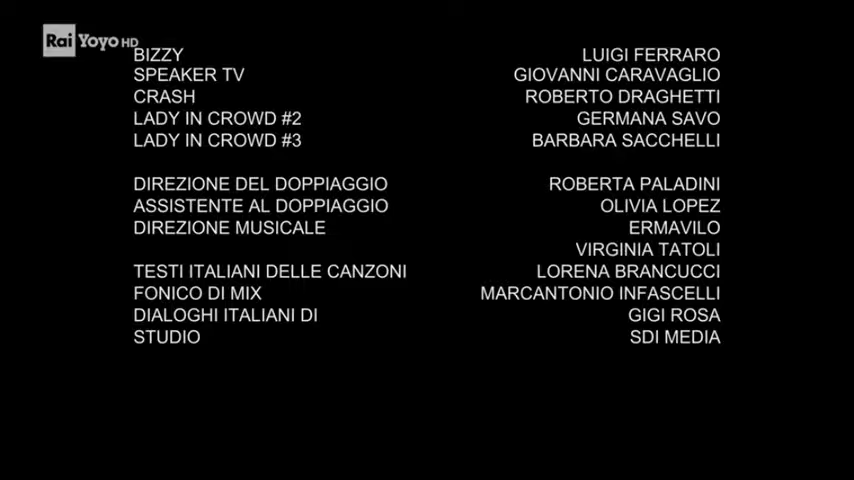 Rai Yoyo HD
BIZZY LUIGI FERRARO
SPEAKER TV GIOVANNI CARAVAGLIO
CRASH ROBERTO DRAGHETTI
LADY IN CROWD #2 GERMANA SAVO
LADY IN CROWD #3 BARBARA SACCHELLI
DIREZIONE DEL DOPPIAGGIO ROBERTA PALADINI
ASSISTENTE AL DOPPIAGGIO OLIVIA LOPEZ
DIREZIONE MUSICALE ERMAVILO
VIRGINIA TATOLI
TESTI ITALIANI DELLE CANZONI LORENA BRANCUCCI
FONICO DI MIX MARCANTONIO INFASCELLI
DIALOGHI ITALIANI DI GIGI ROSA
STUDIO SDI MEDIA